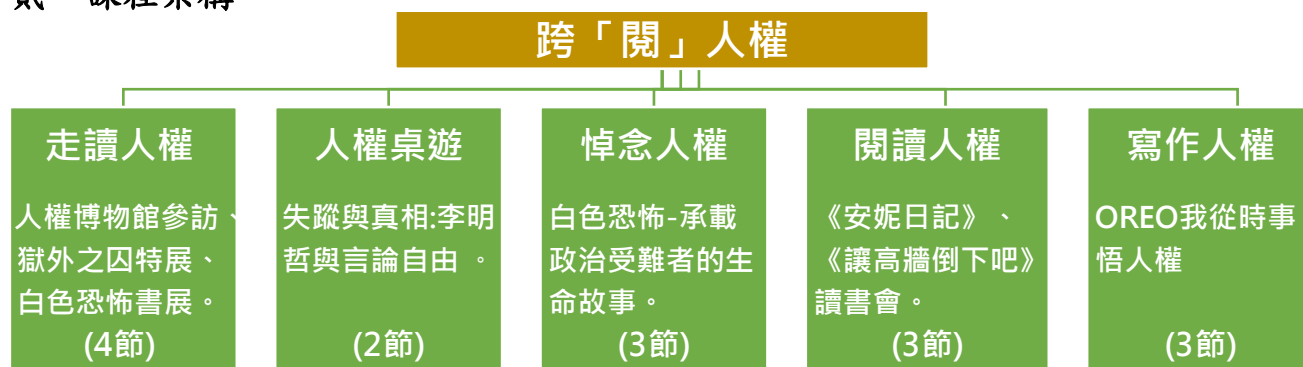 跨「閱」人權
走讀人權
人權博物館參訪、
獄外之囚特展、
白色恐怖書展。
(4節)
人權桌遊
失蹤與真相:李明
哲與言論自由 。
(2節)
悼念人權
白色恐怖-承載
政治受難者的生
命故事。
(3節)
閱讀人權
《安妮日記》、
《讓高牆倒下吧》
讀書會。
(3節)
寫作人權
OREO我從時事
悟人權
(3節)